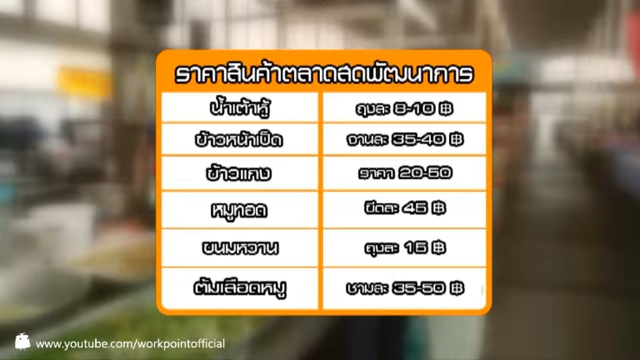 ราคาสินค้าตลาดสดพัฒนาการ
น้ำเต้าหู้ ถุงละ 8-10 ฿
ข้าวหน้าเป็ด จานละ 35-40 ฿
ข้าวแกง ราคา 20-50
หมูทอด ขีดละ 45 ฿
ขนมหวาน ถุงละ 15 ฿
ต้มเลือดหมู ชามละ 35-50 ฿
www.youtube.com/workpointofficial